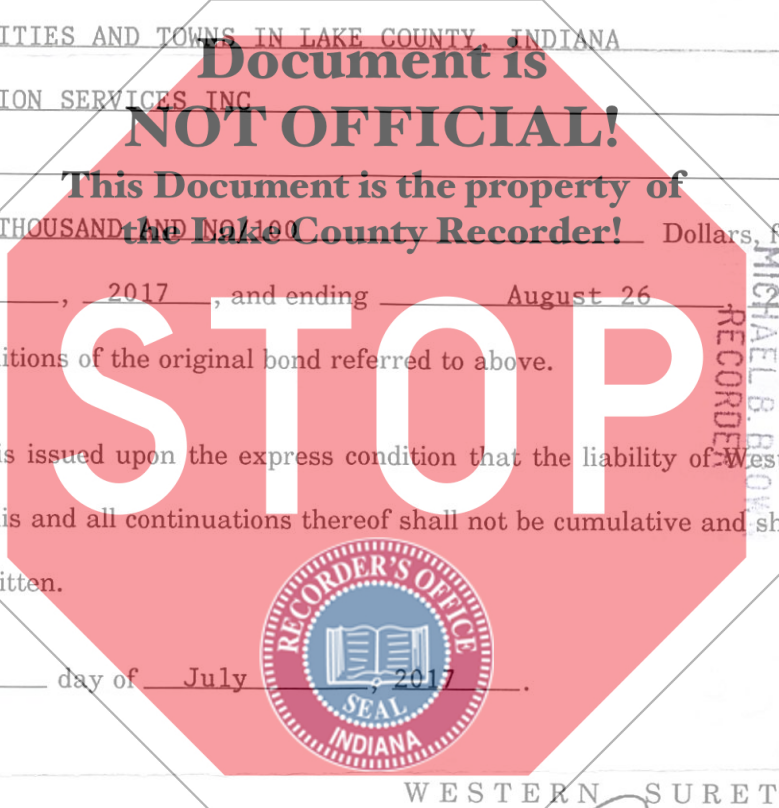 ITIES AND TOWNS IN LAKE COUNTY, INDIANA
Document is
ION SERVICES INC
NOT OFFICIAL!
This Document is the property of
THOUSAND AND NO/100 Dollars, f
the Lake County Recorder!
, 2017 , and ending August 26 , 2
STOP
itions of the original bond referred to above.
MICHAEL B. BROW
RECORDER
s issued upon the express condition that the liability of West
is and all continuations thereof shall not be cumulative and sh
itten.
RECORDER'S OFFICE
SEAL
INDIANA
day of July , 2017 .
WESTERN SURET